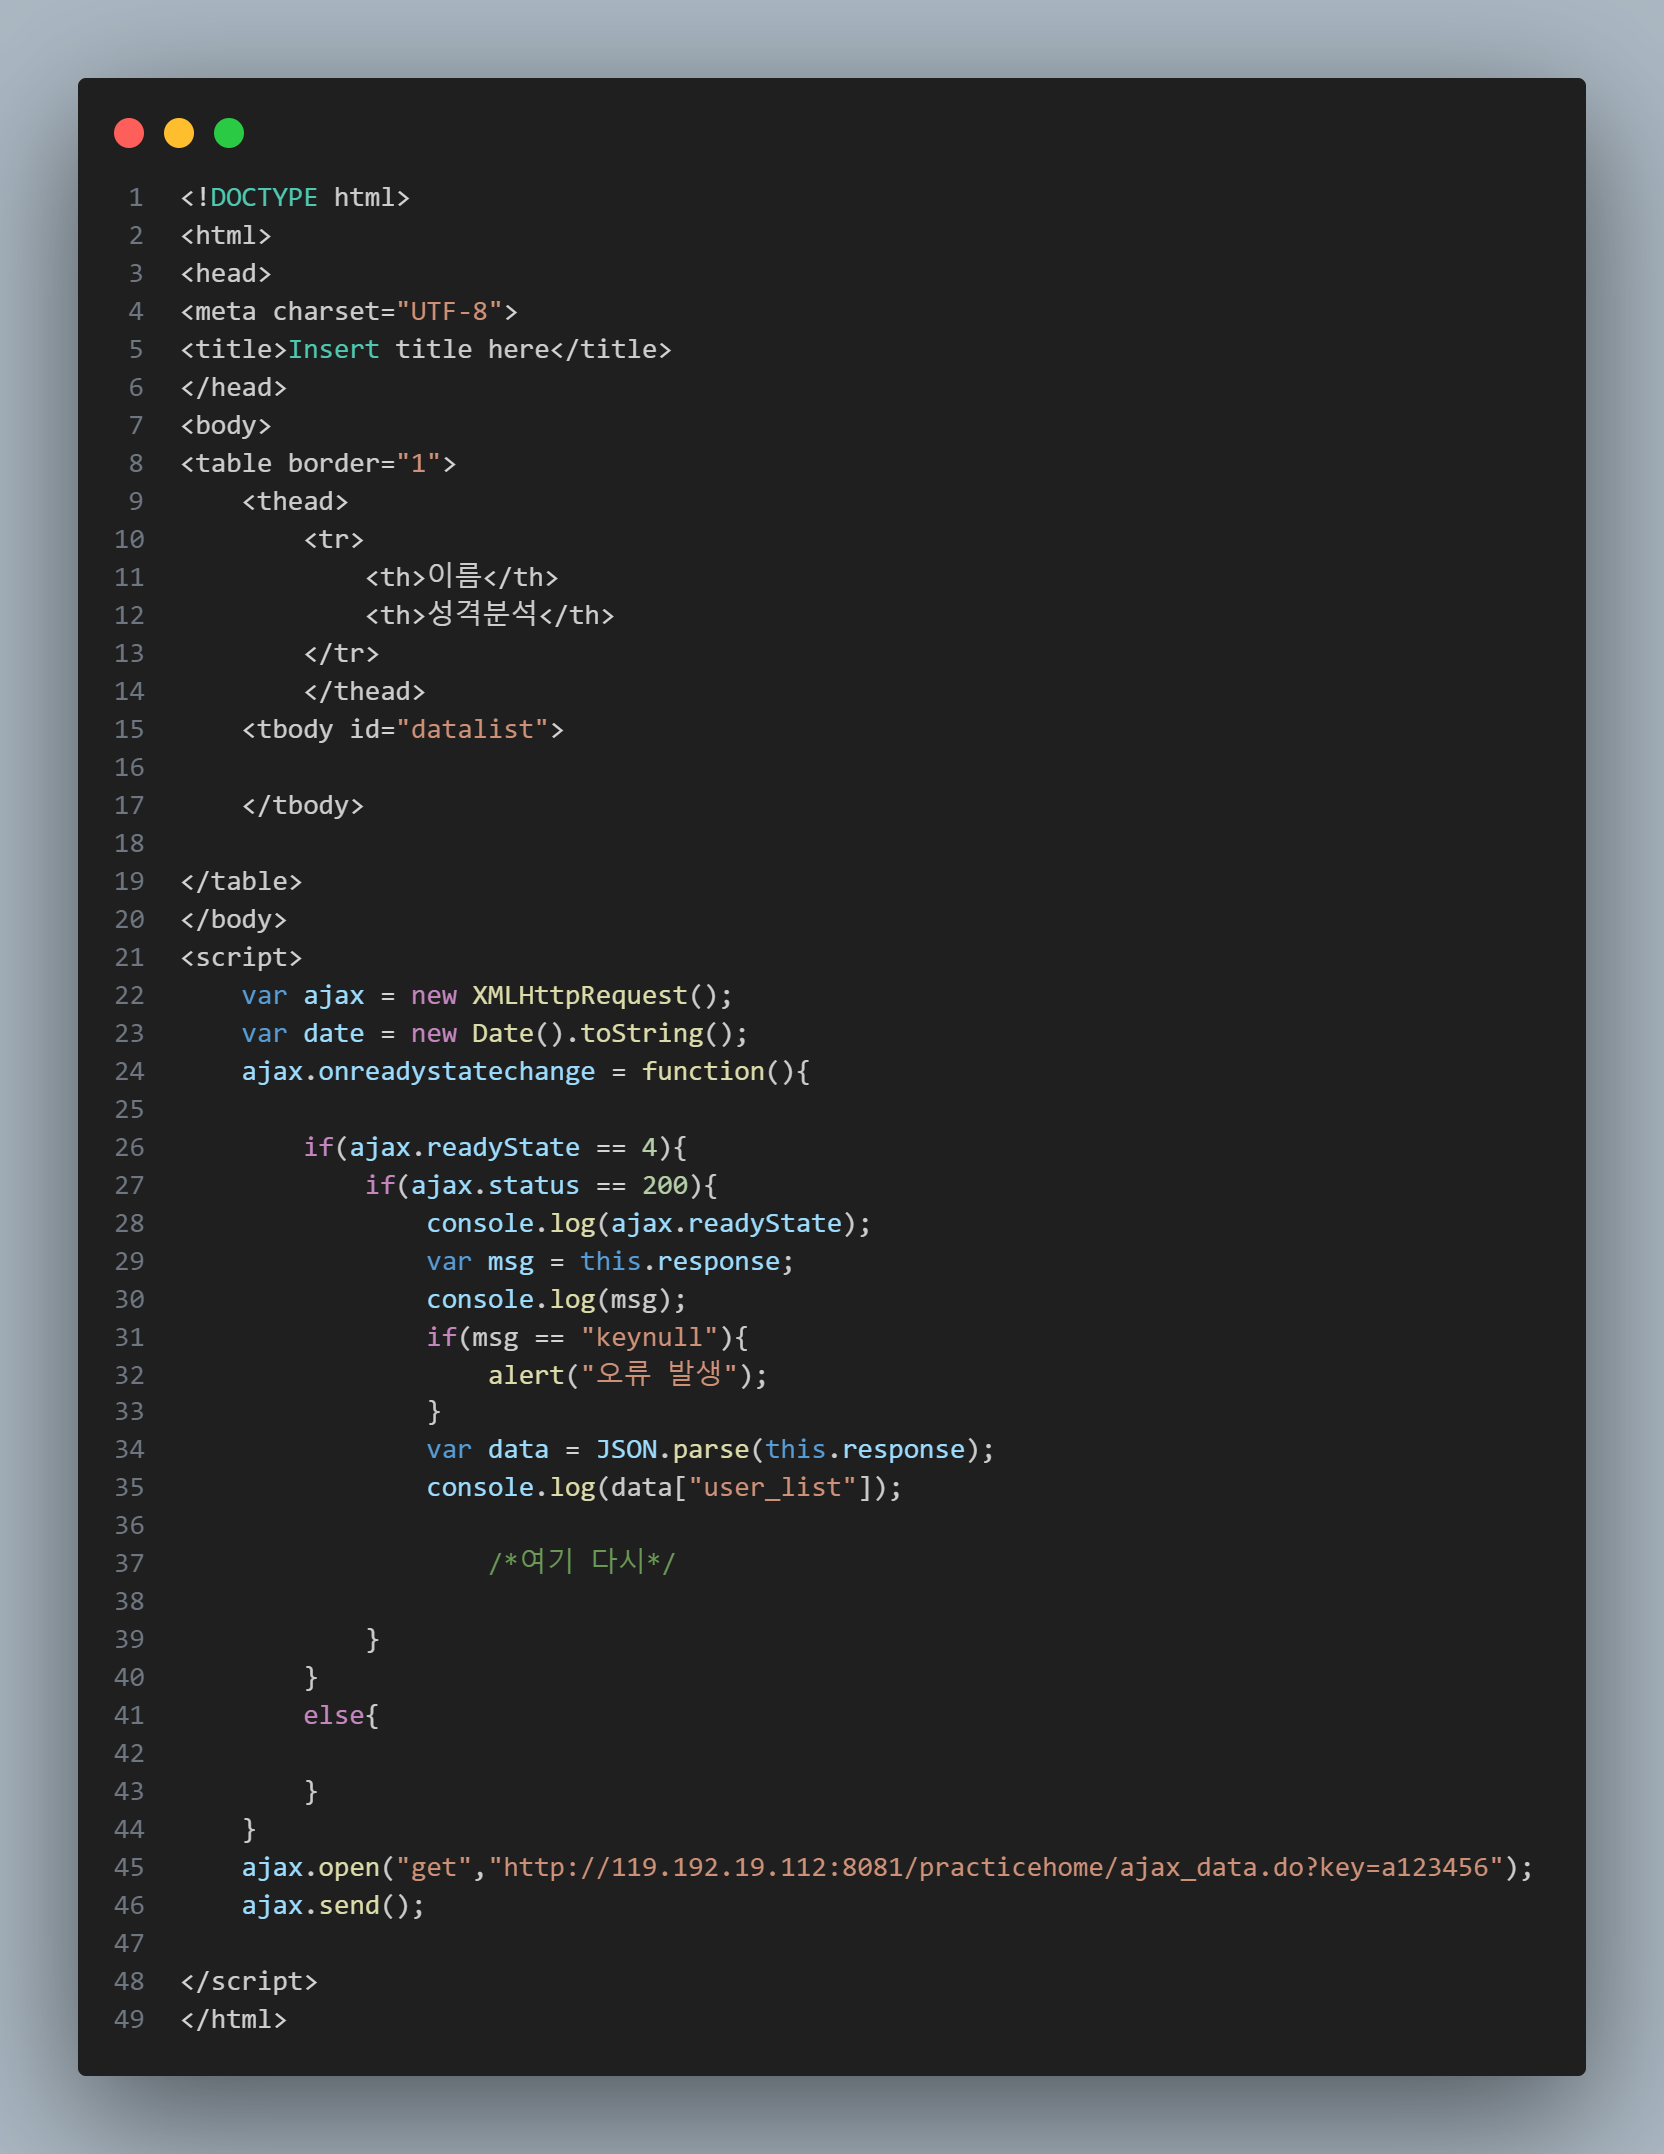 1 <!DOCTYPE html>
2 <html>
3 <head>
4 <meta charset="UTF-8">
5 <title>Insert title here</title>
6 </head>
7 <body>
8 <table border="1">
9     <thead>
10         <tr>
11             <th>이름</th>
12             <th>성격분석</th>
13         </tr>
14         </thead>
15     <tbody id="datalist">
16
17     </tbody>
18
19 </table>
20 </body>
21 <script>
22     var ajax = new XMLHttpRequest();
23     var date = new Date().toString();
24     ajax.onreadystatechange = function(){
25
26         if(ajax.readyState == 4){
27             if(ajax.status == 200){
28                 console.log(ajax.readyState);
29                 var msg = this.response;
30                 console.log(msg);
31                 if(msg == "keynull"){
32                     alert("오류 발생");
33                 }
34                 var data = JSON.parse(this.response);
35                 console.log(data["user_list"]);
36
37                     /*여기 다시*/
38
39             }
40         }
41         else{
42
43         }
44     }
45     ajax.open("get","http://119.192.19.112:8081/practicehome/ajax_data.do?key=a123456");
46     ajax.send();
47
48 </script>
49 </html>